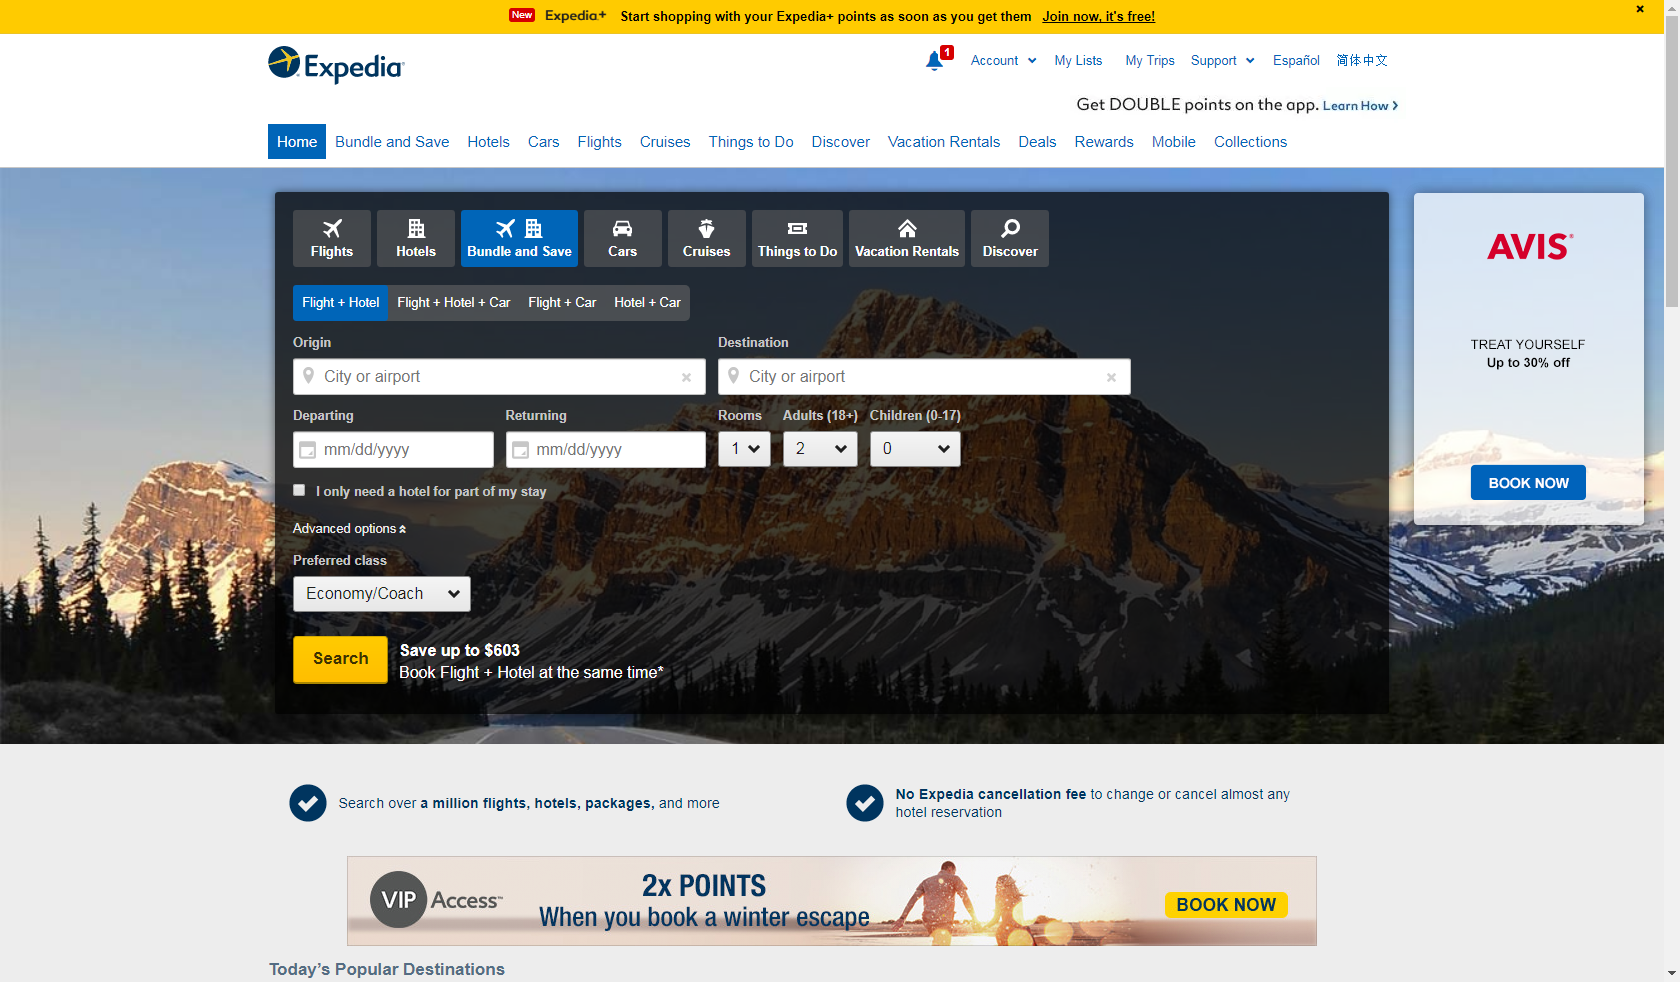 New Expedia+ Start shopping with your Expedia+ points as soon as you get them Join now, it's free!
Expedia
1 Account My Lists My Trips Support Español 简体中文
Get DOUBLE points on the app. Learn How
Home Bundle and Save Hotels Cars Flights Cruises Things to Do Discover Vacation Rentals Deals Rewards Mobile Collections
Flights Hotels Bundle and Save Cars Cruises Things to Do Vacation Rentals Discover
Flight + Hotel Flight + Hotel + Car Flight + Car Hotel + Car
Origin Destination
City or airport City or airport
Departing Returning Rooms Adults (18+) Children (0-17)
mm/dd/yyyy mm/dd/yyyy 1 2 0
I only need a hotel for part of my stay
Advanced options
Preferred class
Economy/Coach
Search
Save up to $603
Book Flight + Hotel at the same time*
AVIS®
TREAT YOURSELF
Up to 30% off
BOOK NOW
Search over a million flights, hotels, packages, and more
No Expedia cancellation fee to change or cancel almost any
hotel reservation
VIP Access™
2x POINTS
When you book a winter escape
BOOK NOW
Today's Popular Destinations